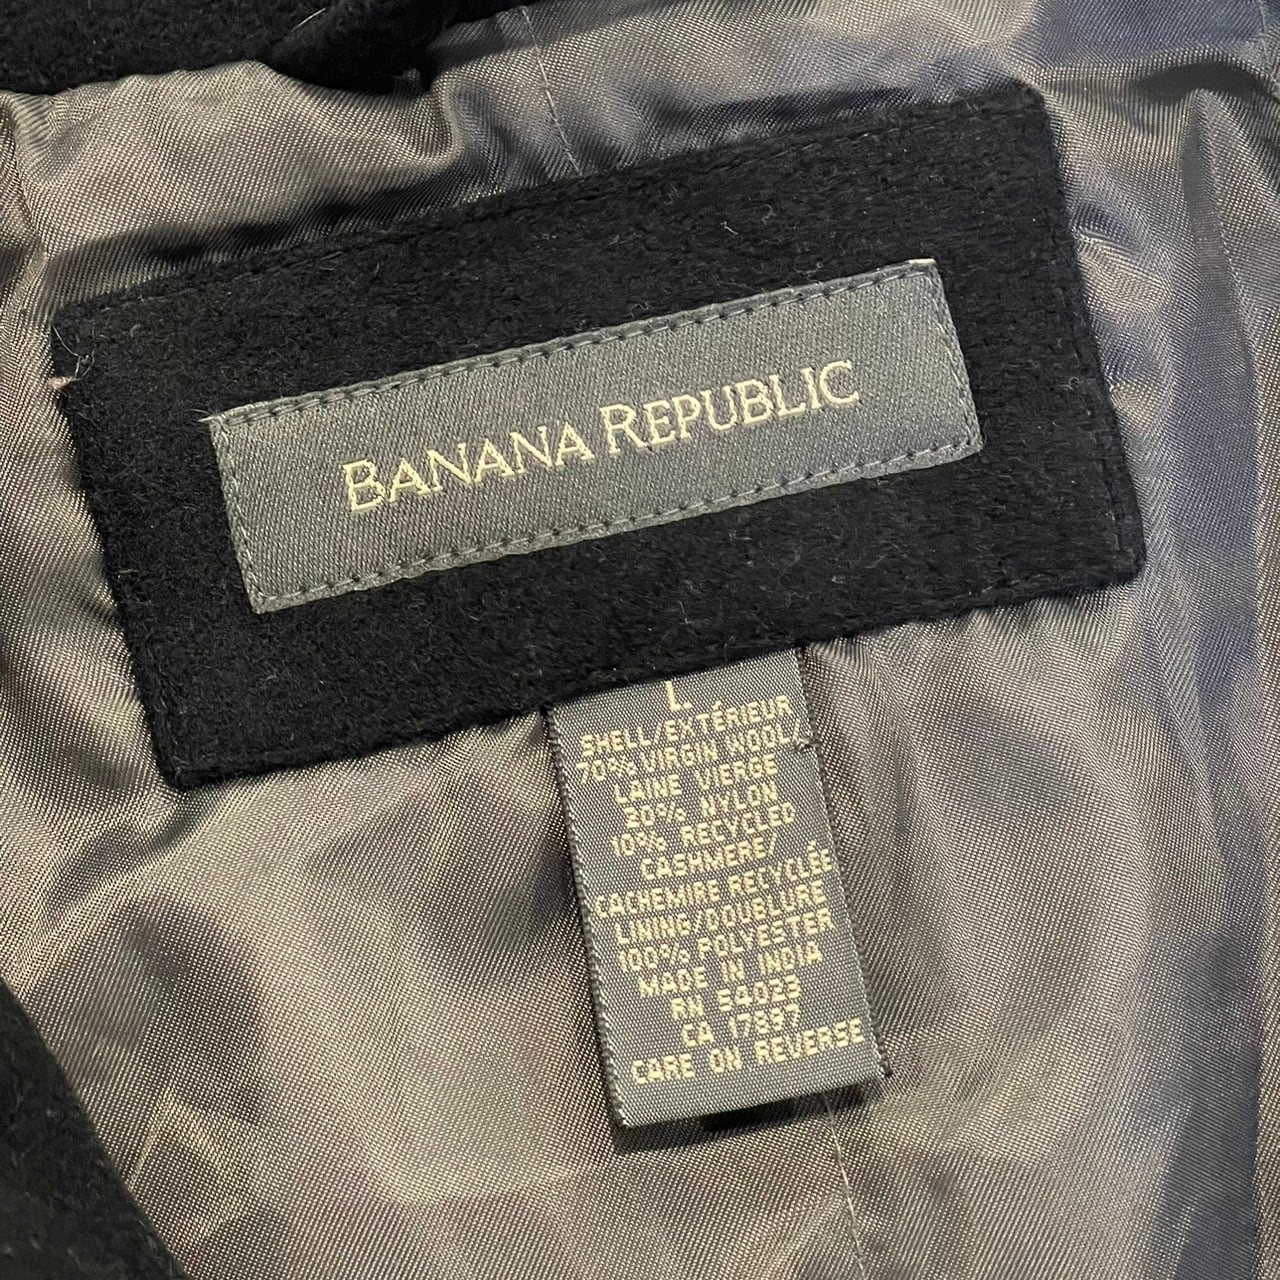 BANANA REPUBLIC
L
SHELL/EXTÉRIEUR
70% VIRGIN WOOL/
LAINE VIERGE
20% NYLON
10% RECYCLED
CASHMERE/
CACHEMIRE RECYCLÉE
LINING/DOUBLURE
100% POLYESTER
MADE IN INDIA
RN 54023
CA 17897
CARE ON REVERSE